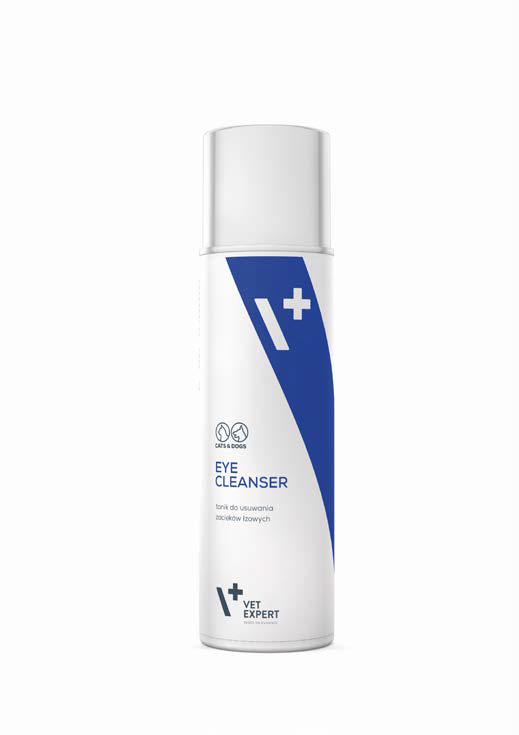 CATS & DOGS
EYE
CLEANSER
tonik do usuwania
zacieków łzowych
VET
EXPERT